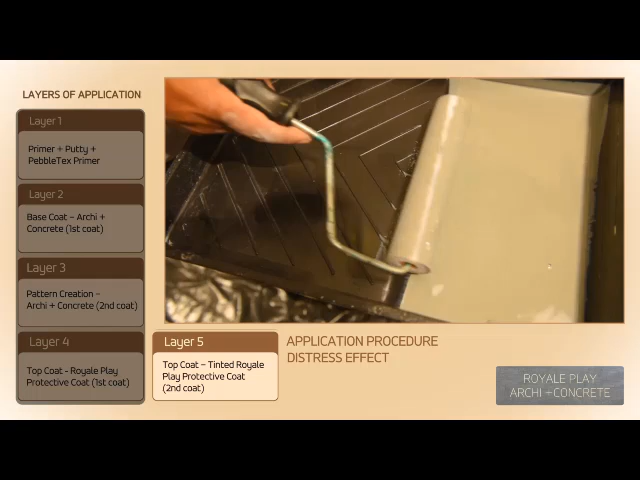 LAYERS OF APPLICATION
Layer 1
Primer + Putty +
PebbleTex Primer
Layer 2
Base Coat – Archi +
Concrete (1st coat)
Layer 3
Pattern Creation –
Archi + Concrete (2nd coat)
Layer 4
Top Coat - Royale Play
Protective Coat (1st coat)
Layer 5
Top Coat – Tinted Royale
Play Protective Coat
(2nd coat)
APPLICATION PROCEDURE
DISTRESS EFFECT
ROYALE PLAY
ARCHI +CONCRETE